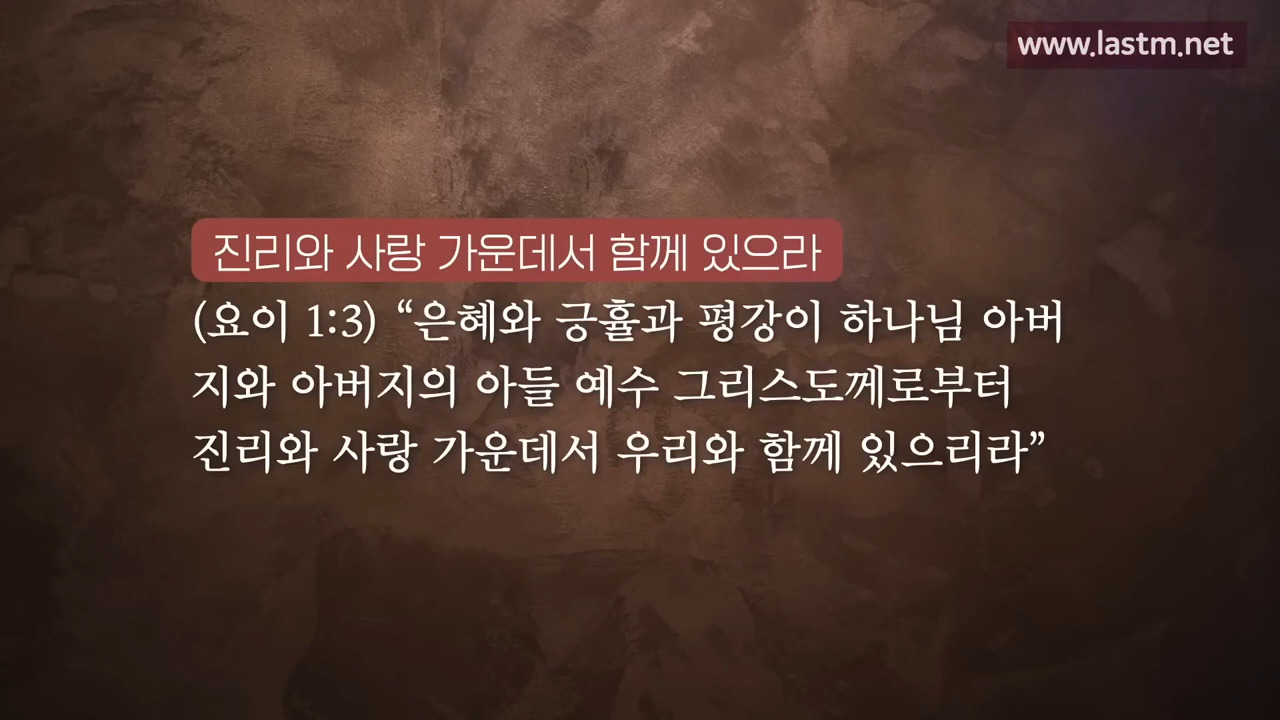 www.lastm.net
진리와 사랑 가운데서 함께 있으라
(요이 1:3) “은혜와 긍휼과 평강이 하나님 아버
지와 아버지의 아들 예수 그리스도께로부터
진리와 사랑 가운데서 우리와 함께 있으리라”